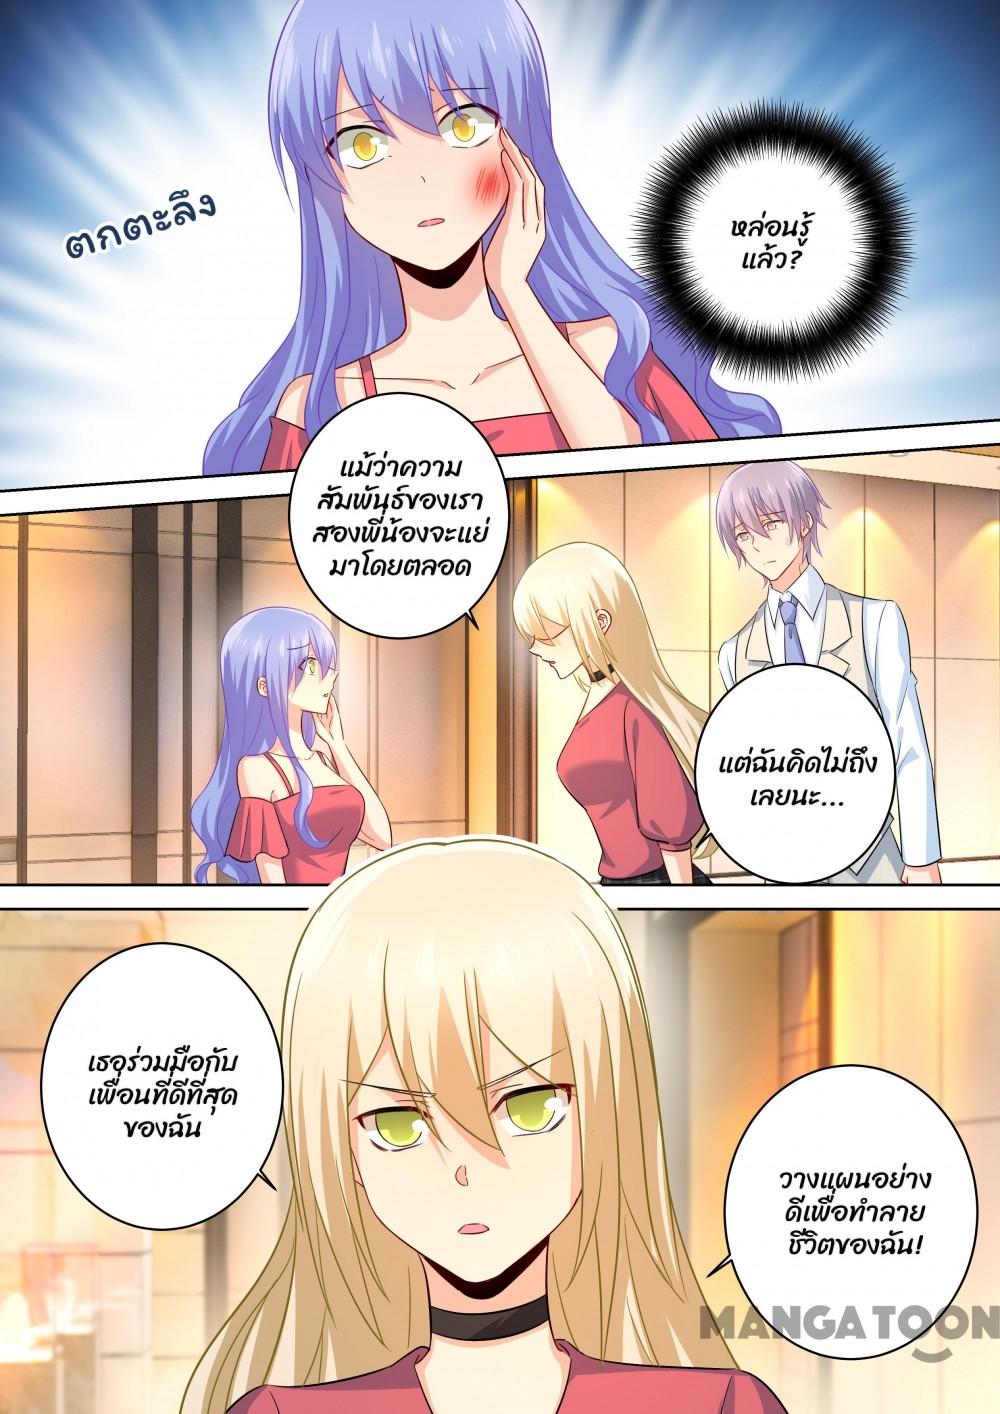 ตกตะลึง
หล่อนรู้
แล้ว?
แม้ว่าความ
สัมพันธ์ของเรา
สองพี่น้องจะแย่
มาโดยตลอด
แต่ฉันคิดไม่ถึง
เลยนะ...
เธอร่วมมือกับ
เพื่อนที่ดีที่สุด
ของฉัน
วางแผนอย่าง
ดีเพื่อทำลาย
ชีวิตของฉัน!
MANGATOON